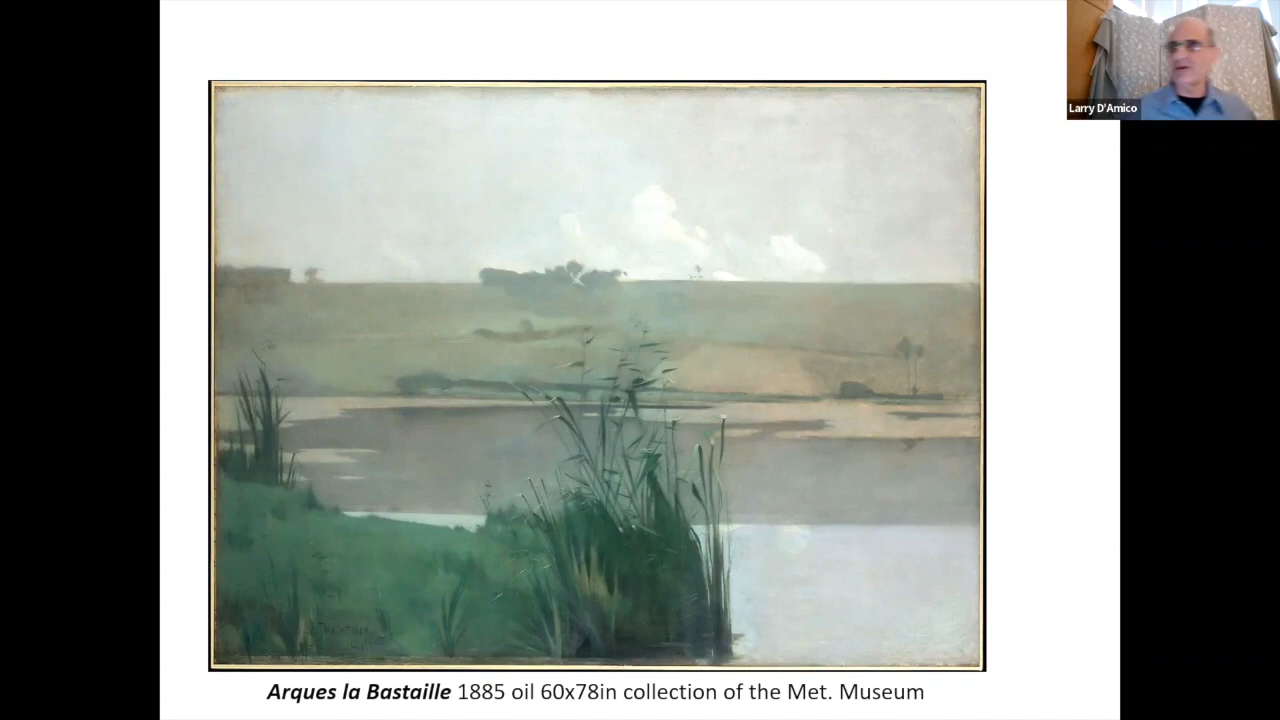 Larry D'Amico
Arques la Bastaille 1885 oil 60x78in collection of the Met. Museum